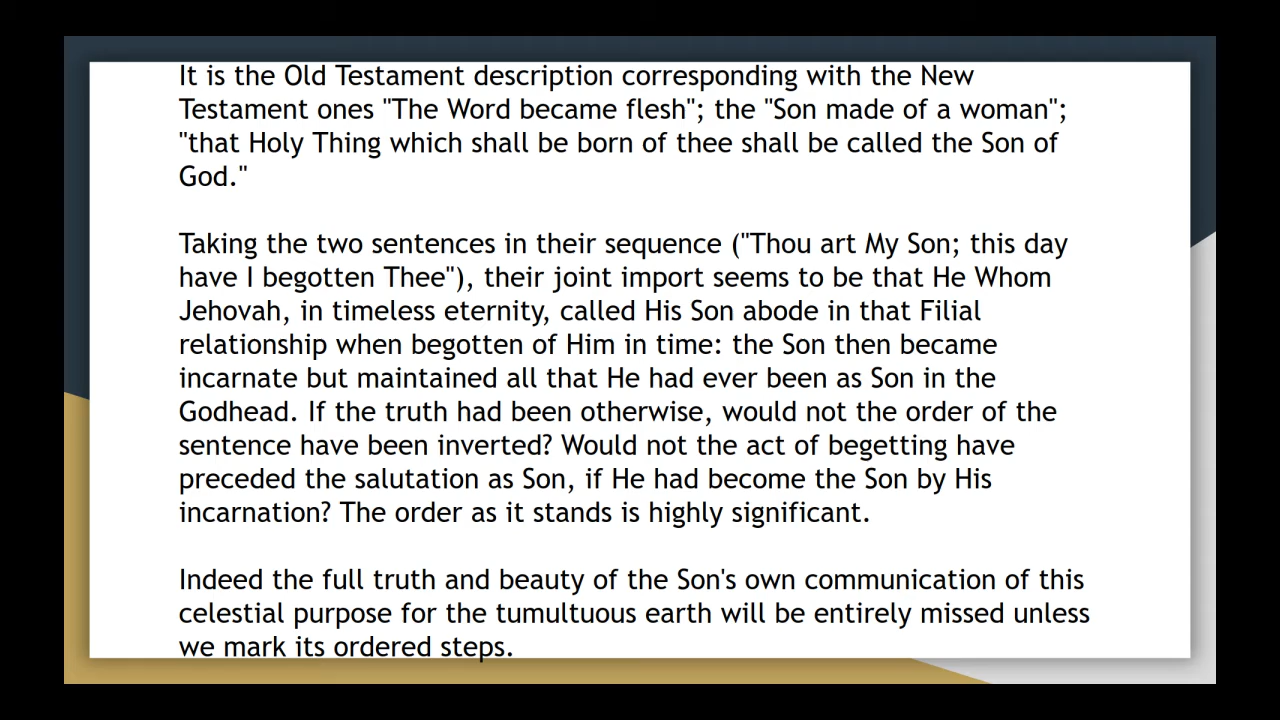 It is the Old Testament description corresponding with the New
Testament ones "The Word became flesh"; the "Son made of a woman";
"that Holy Thing which shall be born of thee shall be called the Son of
God."
Taking the two sentences in their sequence ("Thou art My Son; this day
have I begotten Thee"), their joint import seems to be that He Whom
Jehovah, in timeless eternity, called His Son abode in that Filial
relationship when begotten of Him in time: the Son then became
incarnate but maintained all that He had ever been as Son in the
Godhead. If the truth had been otherwise, would not the order of the
sentence have been inverted? Would not the act of begetting have
preceded the salutation as Son, if He had become the Son by His
incarnation? The order as it stands is highly significant.
Indeed the full truth and beauty of the Son's own communication of this
celestial purpose for the tumultuous earth will be entirely missed unless
we mark its ordered steps.